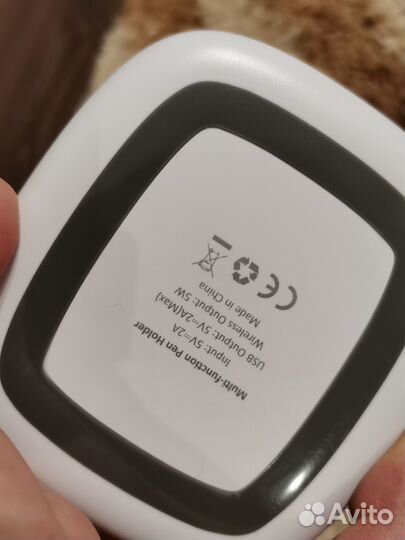 Multi-function Pen Holder
Input: 5V=2A
USB Output: 5V=2A(Max)
Wireless Output: 5W
Made in China
CE
Avito